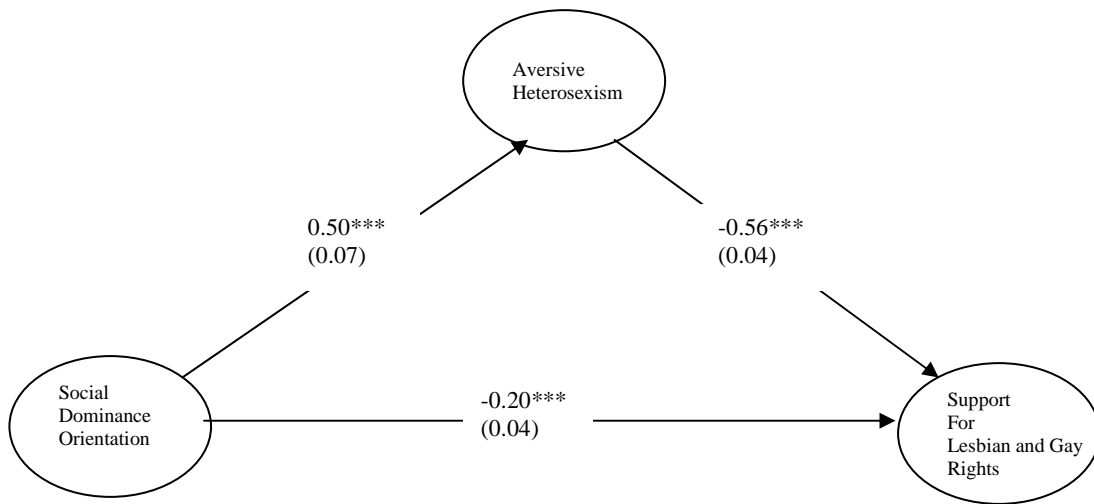 Aversive
Heterosexism
0.50***
(0.07)
-0.56***
(0.04)
Social
Dominance
Orientation
-0.20***
(0.04)
Support
For
Lesbian and Gay
Rights